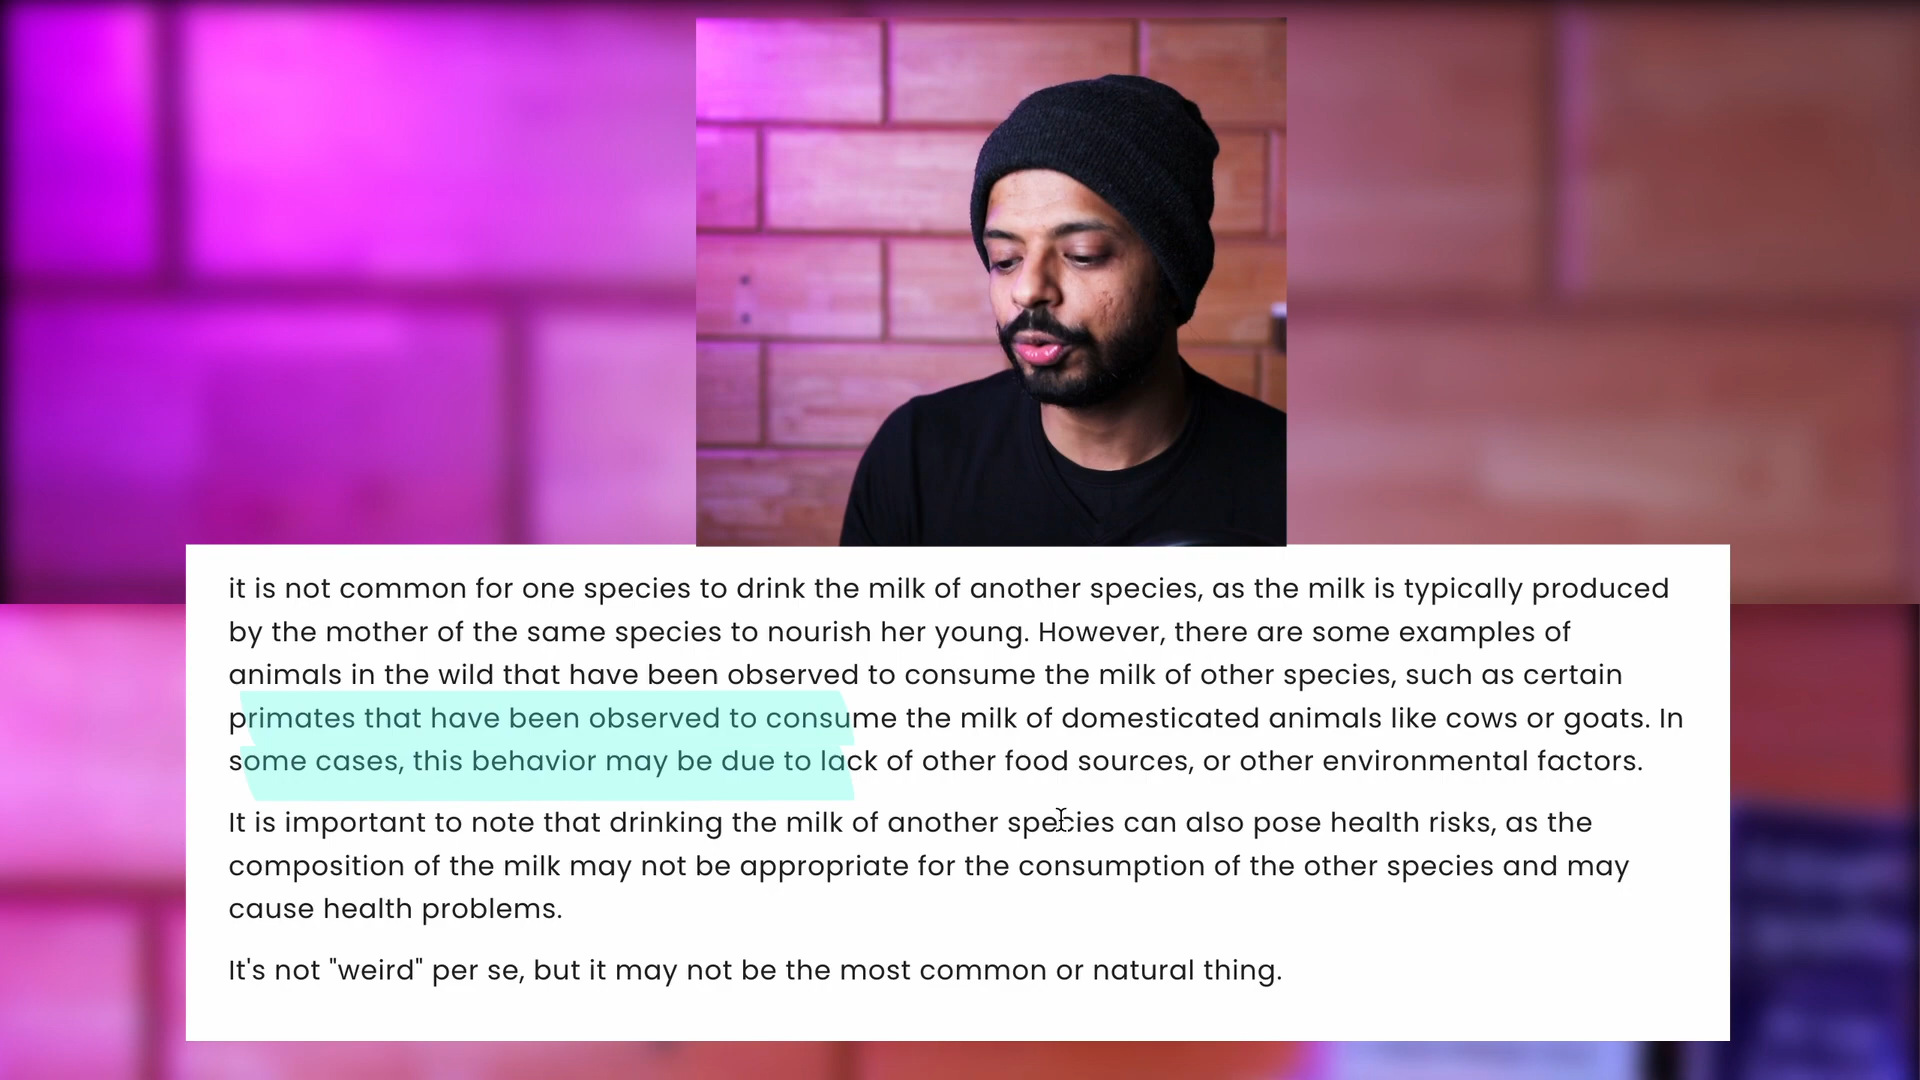 it is not common for one species to drink the milk of another species, as the milk is typically produced
by the mother of the same species to nourish her young. However, there are some examples of
animals in the wild that have been observed to consume the milk of other species, such as certain
primates that have been observed to consume the milk of domesticated animals like cows or goats. In
some cases, this behavior may be due to lack of other food sources, or other environmental factors.
It is important to note that drinking the milk of another species can also pose health risks, as the
composition of the milk may not be appropriate for the consumption of the other species and may
cause health problems.
It's not "weird" per se, but it may not be the most common or natural thing.